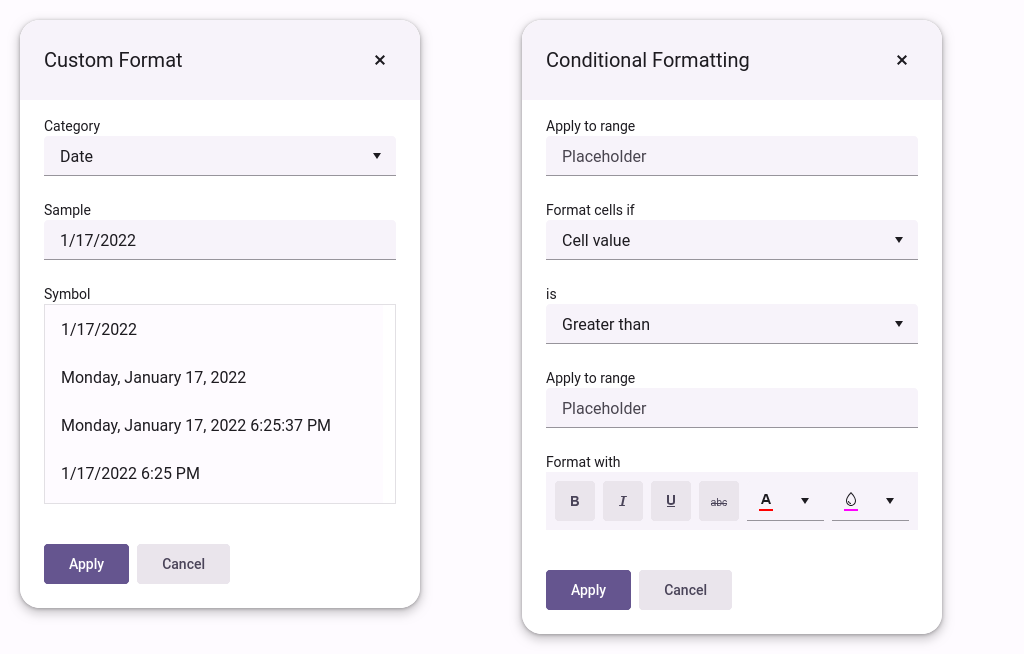 Custom Format
Category
Date
Sample
1/17/2022
Symbol
1/17/2022
Monday, January 17, 2022
Monday, January 17, 2022 6:25:37 PM
1/17/2022 6:25 PM
Apply
Cancel
Conditional Formatting
Apply to range
Placeholder
Format cells if
Cell value
is
Greater than
Apply to range
Placeholder
Format with
B I U abc A
Apply
Cancel